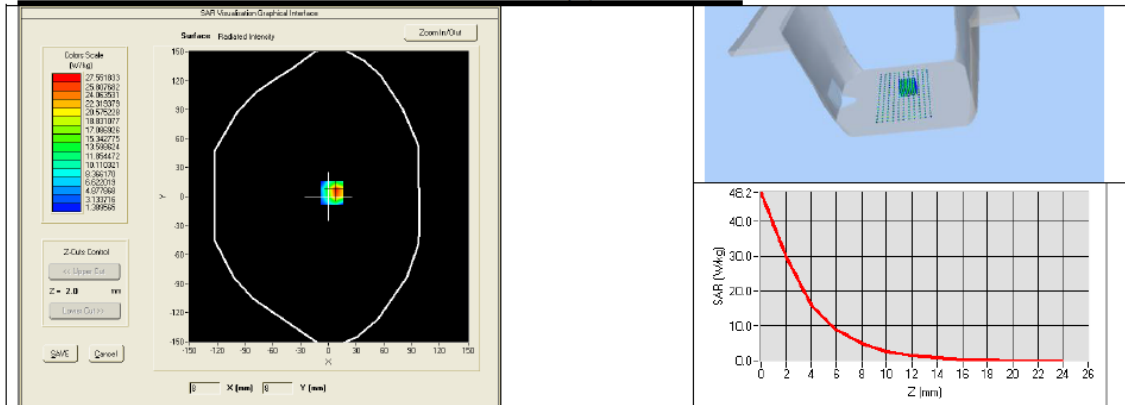 SAR Visualisation Graphical Interface
Surface Radiated Intensity
Zoom In/Out
Colors Scale
(W/kg)
27.551833
25.807682
24.063531
22.319379
20.575228
18.831077
17.086926
15.342775
13.598624
11.854472
10.110321
8.366170
6.622019
4.877868
3.133716
1.389565
Z-Cuts Control
<< Upper Cut
Z = 2.0 mm
Lower Cut >>
SAVE Cancel
150
120
90
60
30
0
-30
-60
-90
-120
-150
Y
-150 -120 -90 -60 -30 0 30 60 90 120 150
X
8 X (mm) 8 Y (mm)
48.2
40.0
30.0
20.0
10.0
0.0
SAR (W/kg)
0 2 4 6 8 10 12 14 16 18 20 22 24 26
Z (mm)